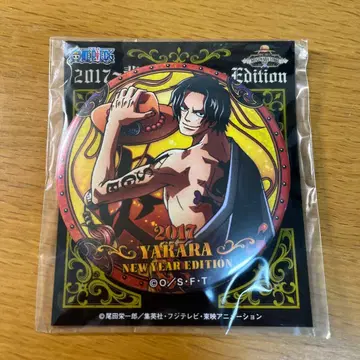 ONE PIECE
2017
Edition
2017
YAKARA
NEW YEAR EDITION
©O/S・F・T
©尾田栄一郎／集英社・フジテレビ・東映アニメーション